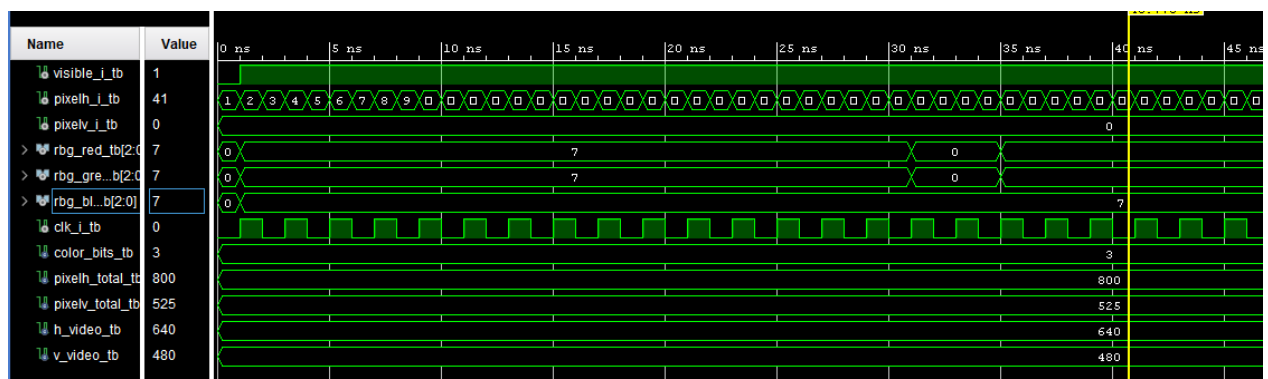 Name Value 0 ns 5 ns 10 ns 15 ns 20 ns 25 ns 30 ns 35 ns 40 ns 45 ns
visible_i_tb 1
pixelh_i_tb 41 1 2 3 4 5 6 7 8 9
pixelv_i_tb 0 0
rbg_red_tb[2:0 7 0 7 0
rbg_gre...b[2:0 7 0 7 0
rbg_bl...b[2:0] 7 0 7
clk_i_tb 0
color_bits_tb 3 3
pixelh_total_tb 800 800
pixelv_total_tb 525 525
h_video_tb 640 640
v_video_tb 480 480